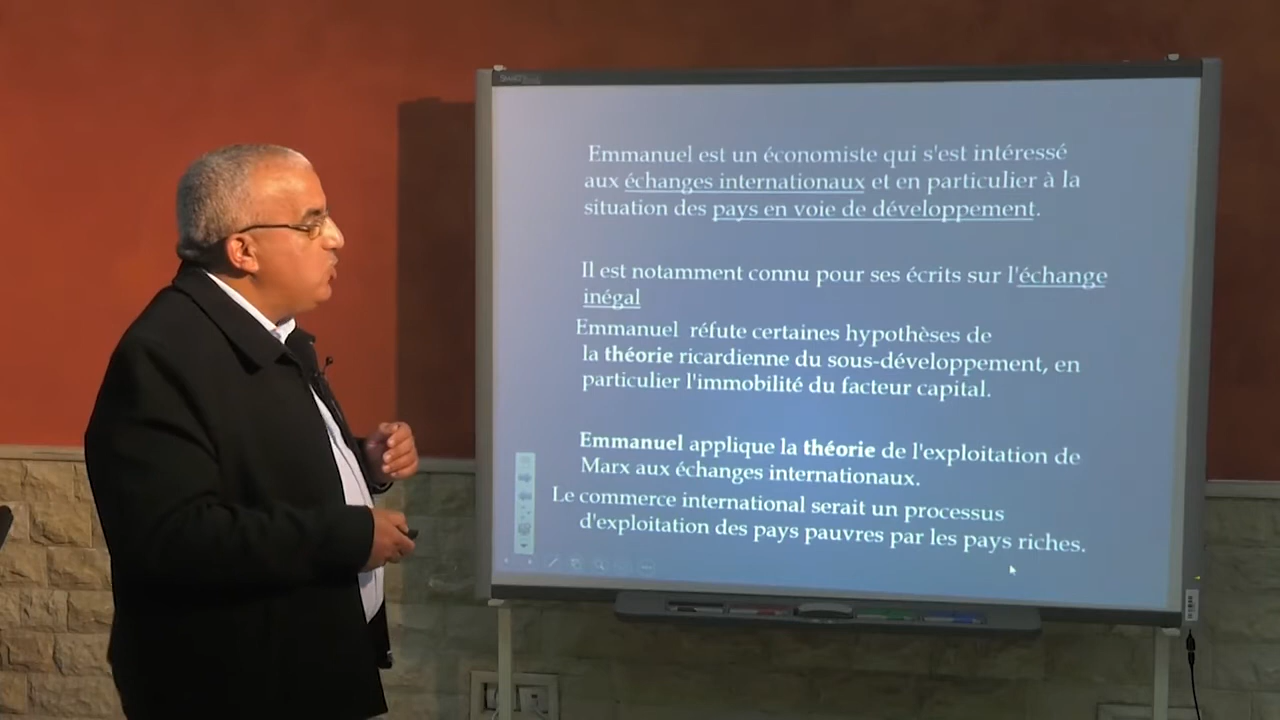 Emmanuel est un économiste qui s'est intéressé
aux échanges internationaux et en particulier à la
situation des pays en voie de développement.
Il est notamment connu pour ses écrits sur l'échange
inégal
Emmanuel réfute certaines hypothèses de
la théorie ricardienne du sous-développement, en
particulier l'immobilité du facteur capital.
Emmanuel applique la théorie de l'exploitation de
Marx aux échanges internationaux.
Le commerce international serait un processus
d'exploitation des pays pauvres par les pays riches.